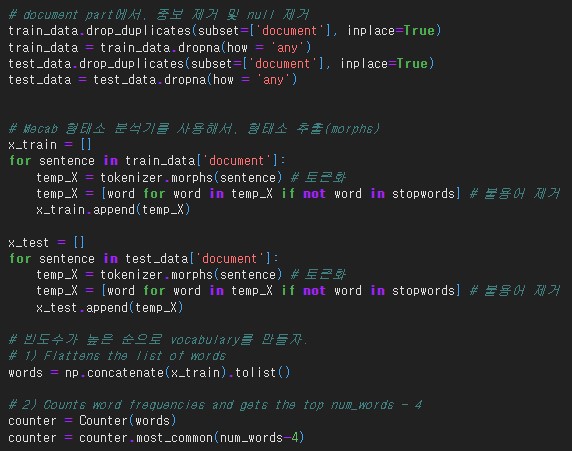 # document part에서, 중보 제거 및 null 제거
train_data.drop_duplicates(subset=['document'], inplace=True)
train_data = train_data.dropna(how = 'any')
test_data.drop_duplicates(subset=['document'], inplace=True)
test_data = test_data.dropna(how = 'any')
# Mecab 형태소 분석기를 사용해서, 형태소 추출(morphs)
x_train = []
for sentence in train_data['document']:
temp_X = tokenizer.morphs(sentence) # 토큰화
temp_X = [word for word in temp_X if not word in stopwords] # 불용어 제거
x_train.append(temp_X)
x_test = []
for sentence in test_data['document']:
temp_X = tokenizer.morphs(sentence) # 토큰화
temp_X = [word for word in temp_X if not word in stopwords] # 불용어 제거
x_test.append(temp_X)
# 빈도수가 높은 순으로 vocabulary를 만들자.
# 1) Flattens the list of words
words = np.concatenate(x_train).tolist()
# 2) Counts word frequencies and gets the top num_words - 4
counter = Counter(words)
counter = counter.most_common(num_words-4)